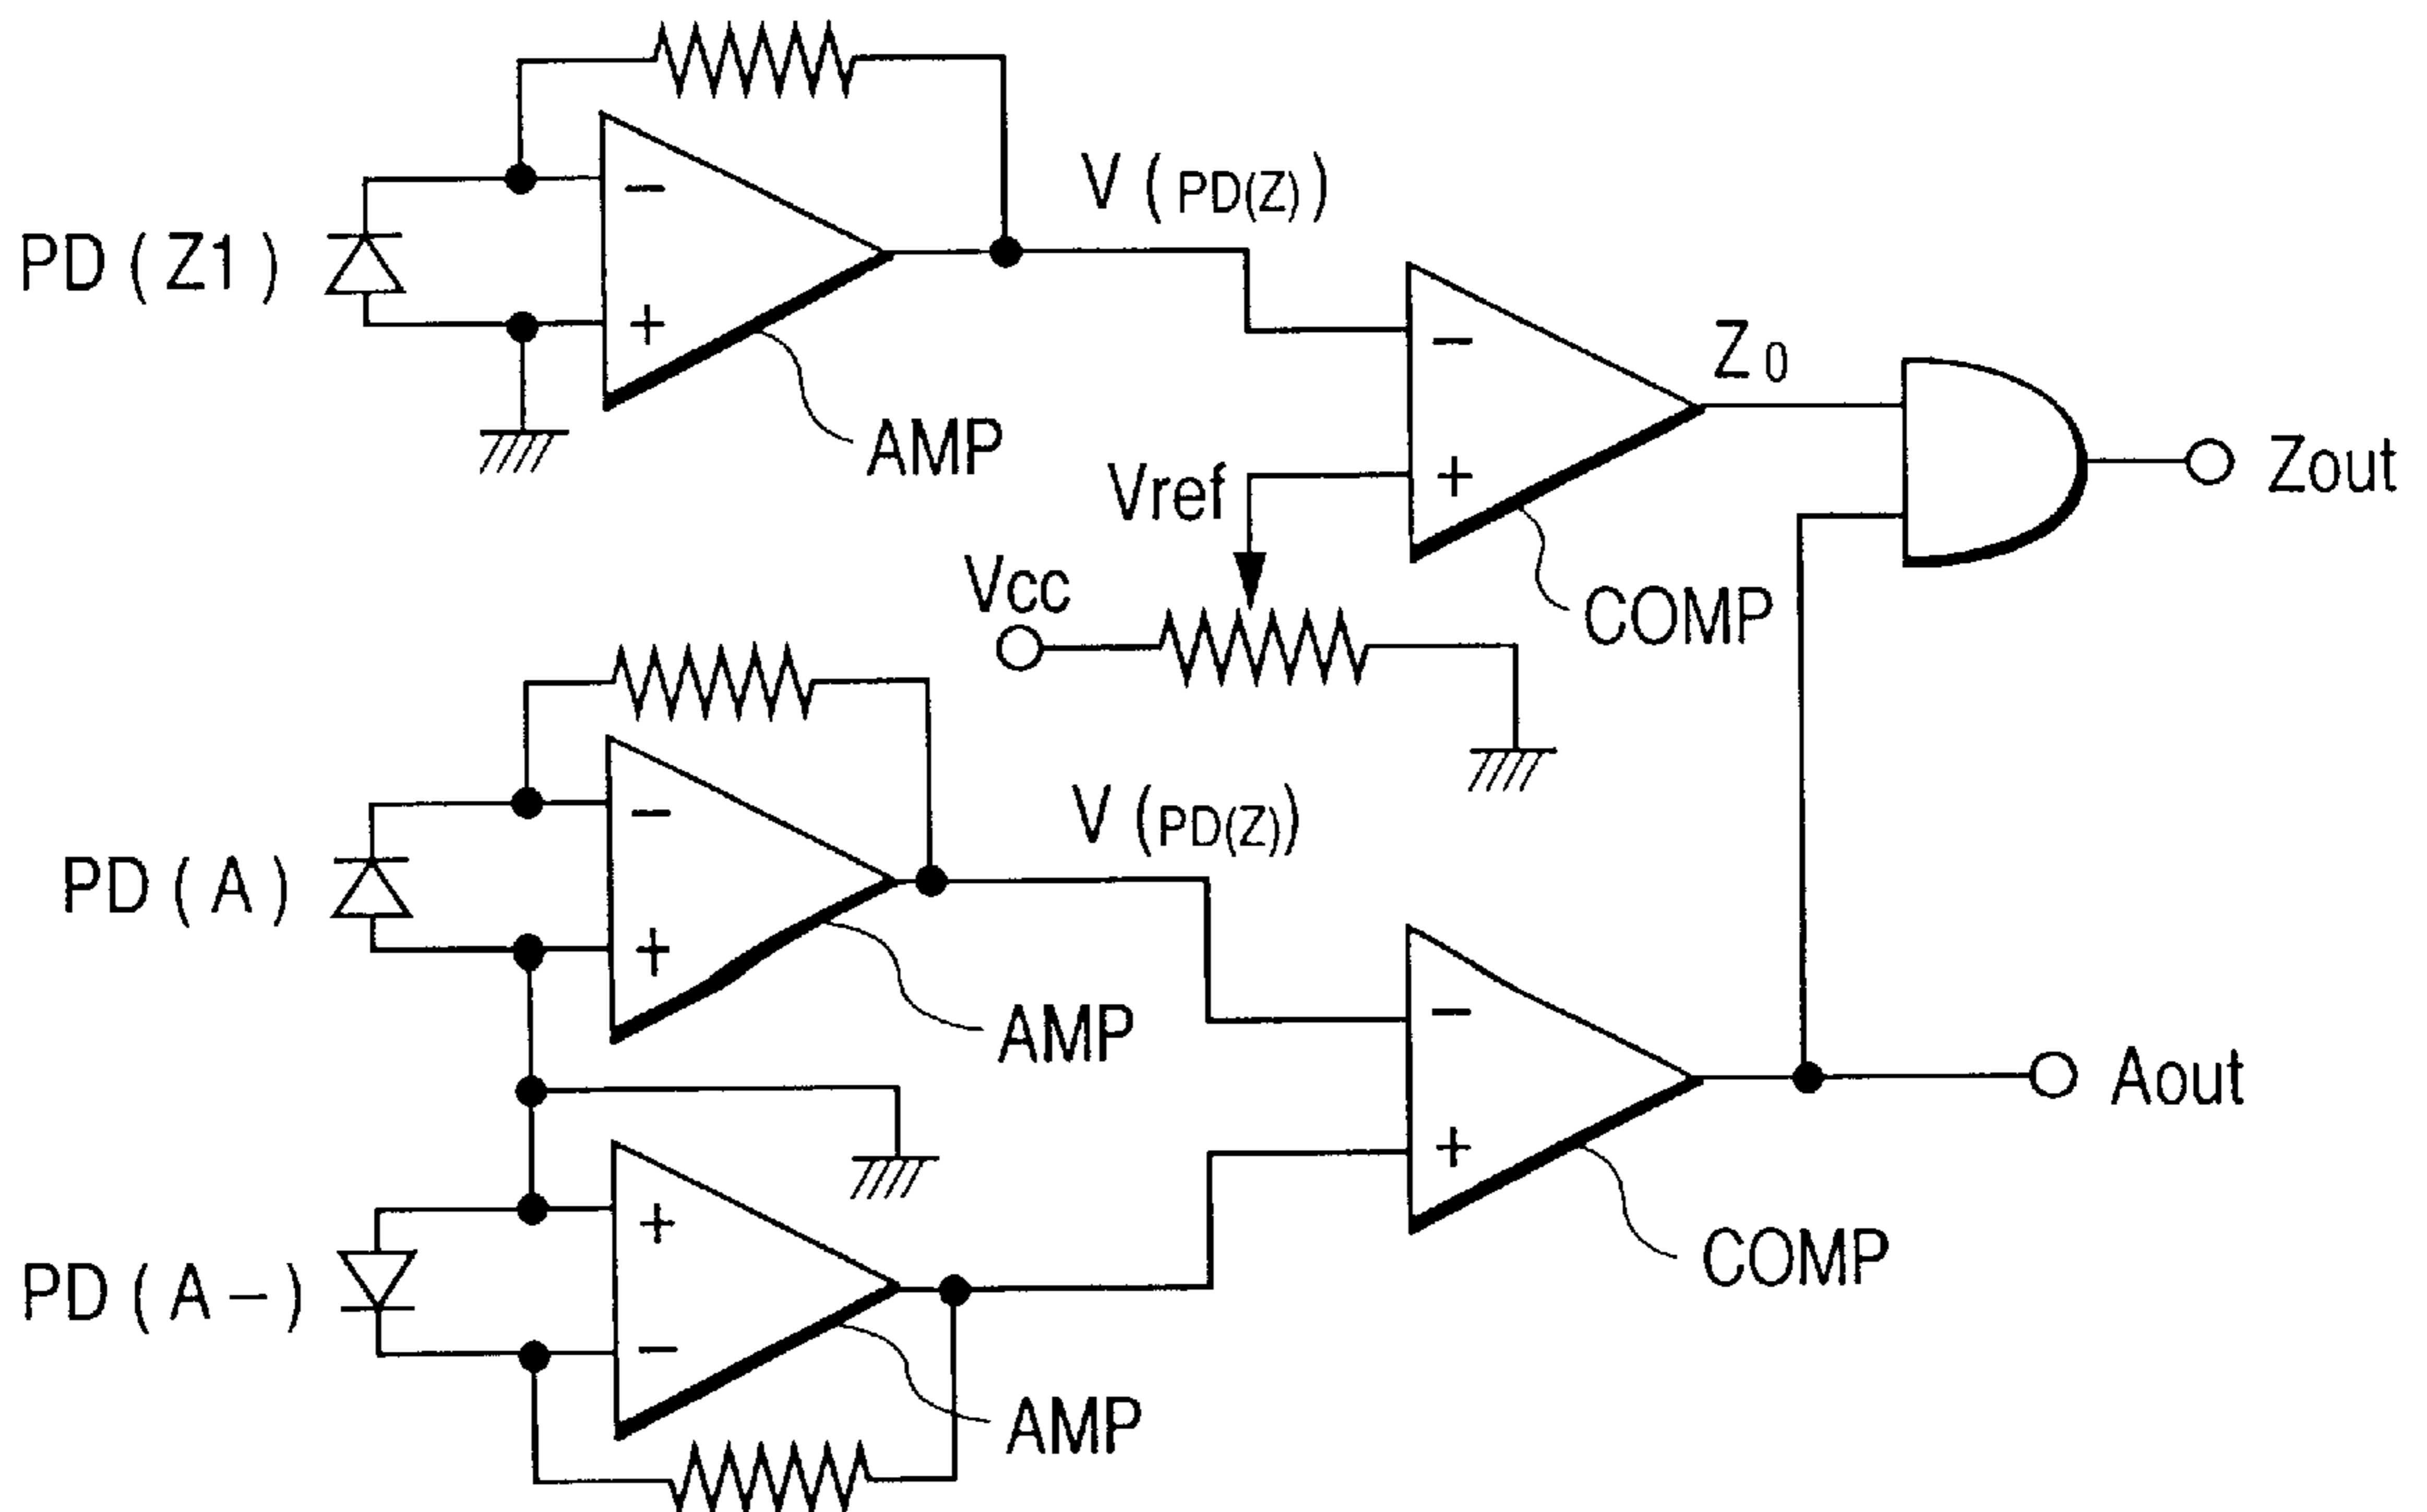 V (PD(Z))
PD (Z1)
−
+
AMP
−
+
Z0
Zout
Vref
Vcc
COMP
V (PD(Z))
PD (A)
−
+
AMP
−
+
Aout
COMP
PD (A−)
+
−
AMP